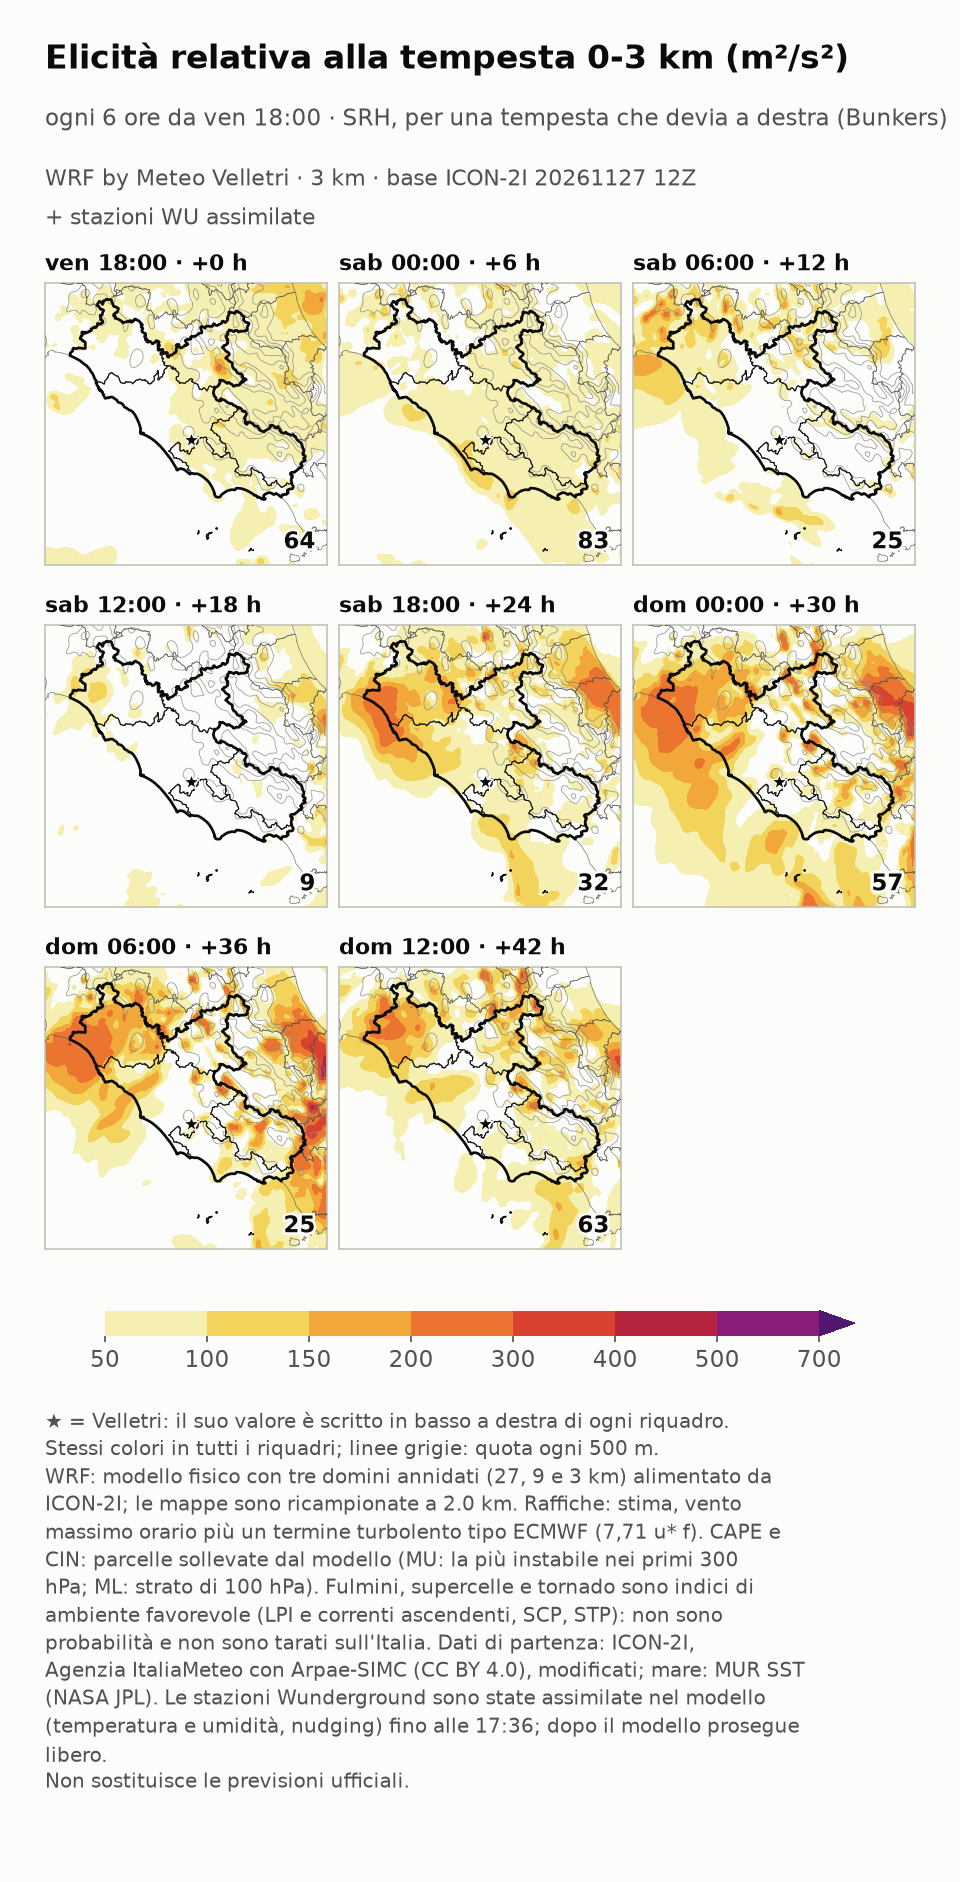 Elicità relativa alla tempesta 0-3 km (m²/s²)
ogni 6 ore da ven 18:00 · SRH, per una tempesta che devia a destra (Bunkers)
WRF by Meteo Velletri · 3 km · base ICON-2I 20261127 12Z
+ stazioni WU assimilate
ven 18:00 · +0 h
sab 00:00 · +6 h
sab 06:00 · +12 h
64
83
25
sab 12:00 · +18 h
sab 18:00 · +24 h
dom 00:00 · +30 h
9
32
57
dom 06:00 · +36 h
dom 12:00 · +42 h
25
63
50 100 150 200 300 400 500 700
★ = Velletri: il suo valore è scritto in basso a destra di ogni riquadro.
Stessi colori in tutti i riquadri; linee grigie: quota ogni 500 m.
WRF: modello fisico con tre domini annidati (27, 9 e 3 km) alimentato da
ICON-2I; le mappe sono ricampionate a 2.0 km. Raffiche: stima, vento
massimo orario più un termine turbolento tipo ECMWF (7,71 u* f). CAPE e
CIN: parcelle sollevate dal modello (MU: la più instabile nei primi 300
hPa; ML: strato di 100 hPa). Fulmini, supercelle e tornado sono indici di
ambiente favorevole (LPI e correnti ascendenti, SCP, STP): non sono
probabilità e non sono tarati sull'Italia. Dati di partenza: ICON-2I,
Agenzia ItaliaMeteo con Arpae-SIMC (CC BY 4.0), modificati; mare: MUR SST
(NASA JPL). Le stazioni Wunderground sono state assimilate nel modello
(temperatura e umidità, nudging) fino alle 17:36; dopo il modello prosegue
libero.
Non sostituisce le previsioni ufficiali.